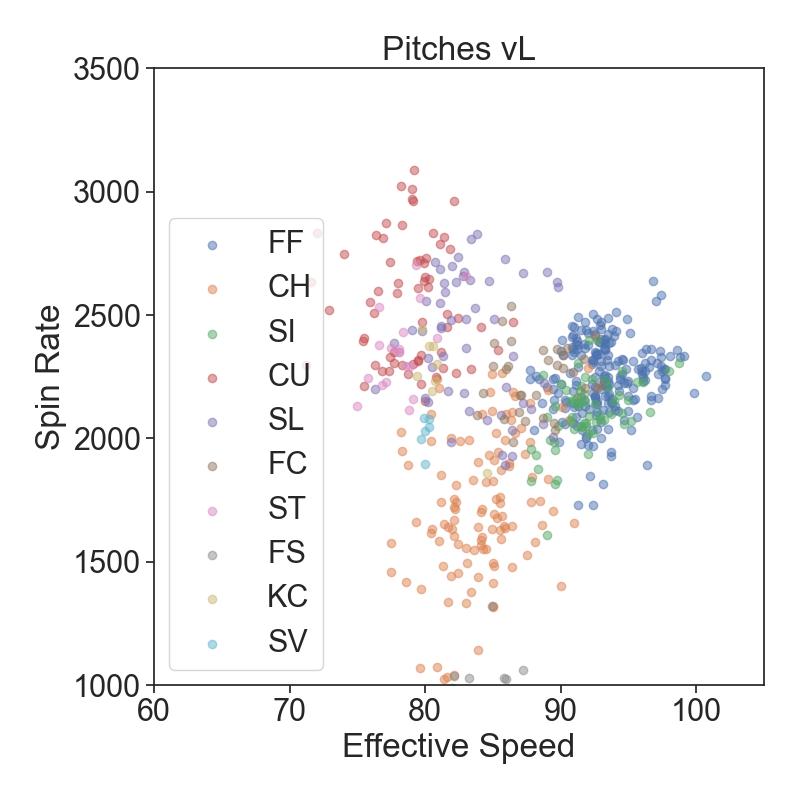 Pitches vL
3500
3000
2500
2000
1500
1000
Spin Rate
FF
CH
SI
CU
SL
FC
ST
FS
KC
SV
60 70 80 90 100
Effective Speed